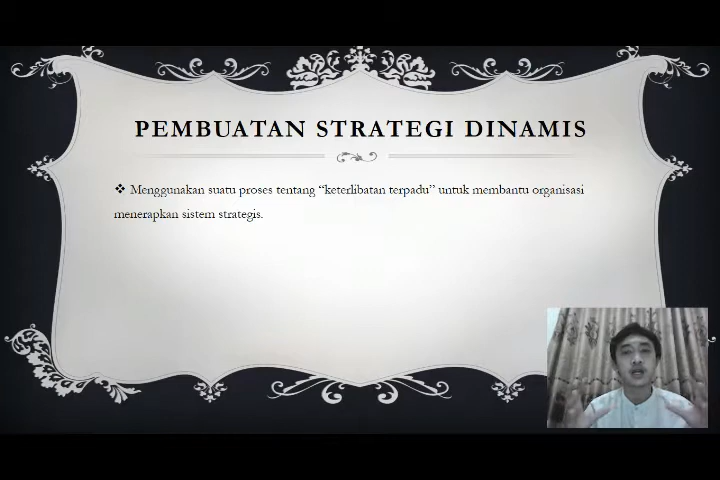 PEMBUATAN STRATEGI DINAMIS
❖ Menggunakan suatu proses tentang “keterlibatan terpadu” untuk membantu organisasi
menerapkan sistem strategis.